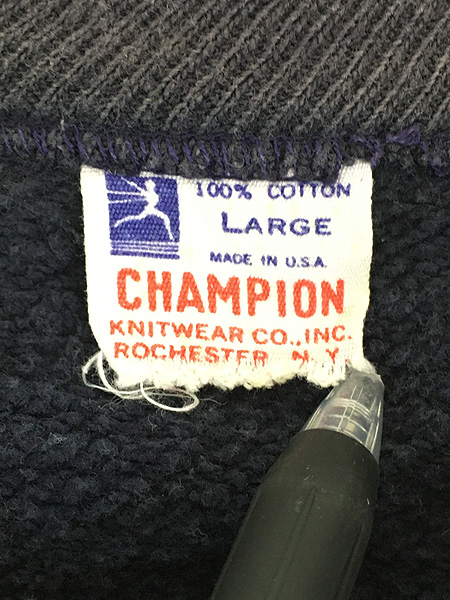 100% COTTON
LARGE
MADE IN U.S.A.
CHAMPION
KNITWEAR CO., INC.
ROCHESTER N.Y.